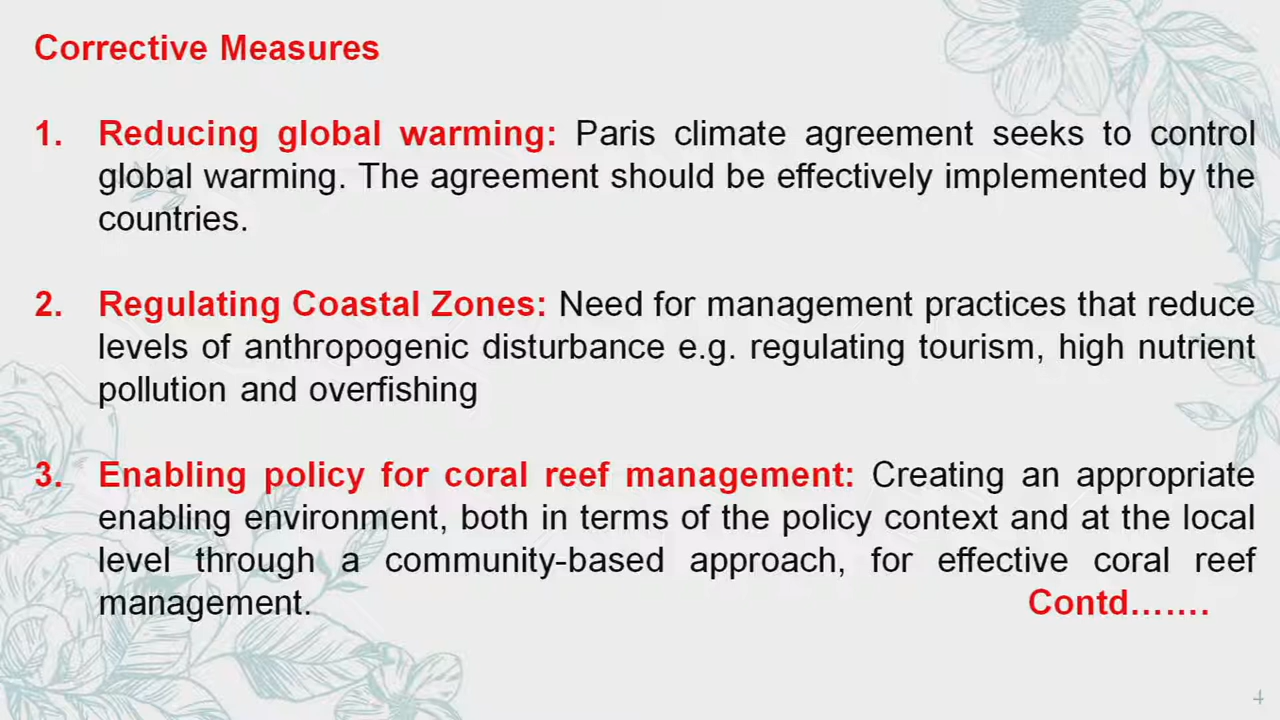 Corrective Measures
1. Reducing global warming: Paris climate agreement seeks to control
global warming. The agreement should be effectively implemented by the
countries.
2. Regulating Coastal Zones: Need for management practices that reduce
levels of anthropogenic disturbance e.g. regulating tourism, high nutrient
pollution and overfishing
3. Enabling policy for coral reef management: Creating an appropriate
enabling environment, both in terms of the policy context and at the local
level through a community-based approach, for effective coral reef
management. Contd.......
4